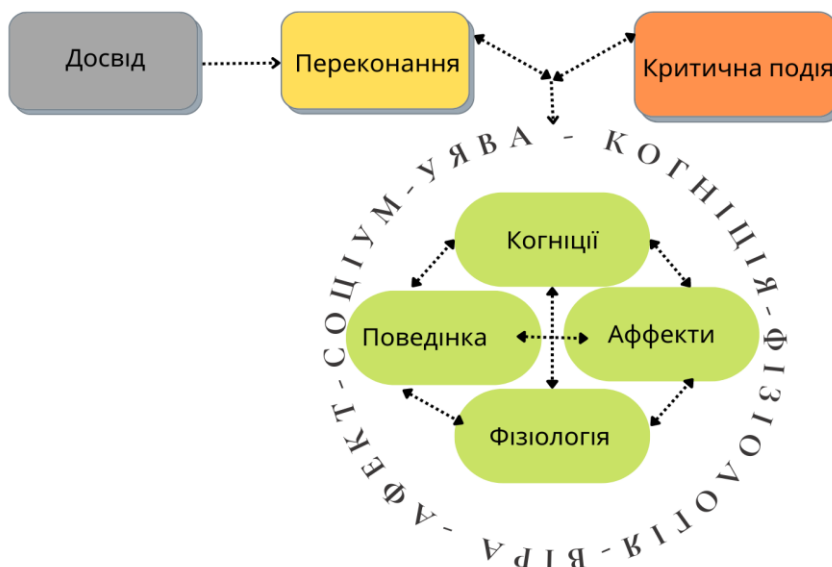 Досвід
Переконання
Критична подія
УЯВА - КОГНІЦІЯ-ФІЗІОЛОГІЯ-ВІРА -АФЕКТ-СОЦІУМ-
Когніції
Поведінка
Аффекти
Фізіологія